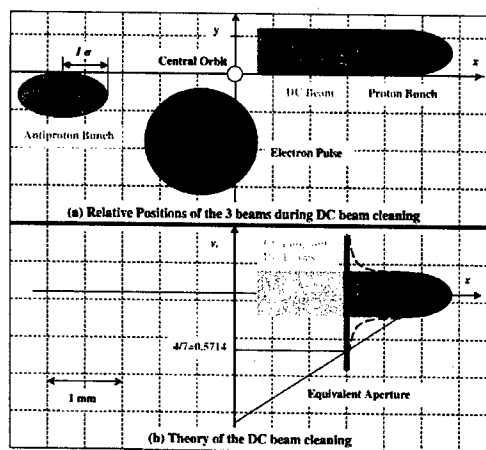 1 σ
y
Central Orbit
x
DC Beam
Proton Bunch
Antiproton Bunch
Electron Pulse
(a) Relative Positions of the 3 beams during DC beam cleaning
x
4/7=0.5714
1 mm
Equivalent Aperture
(b) Theory of the DC beam cleaning